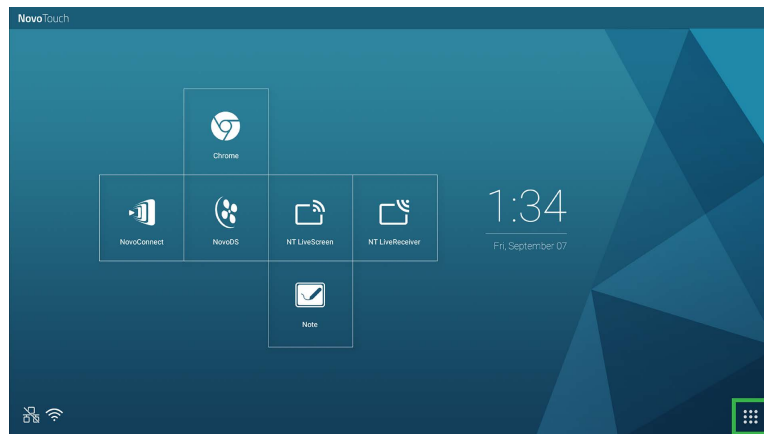 NovoTouch
Chrome
NovoConnect
NovoDS
NT LiveScreen
NT LiveReceiver
1:34
Fri, September 07
Note